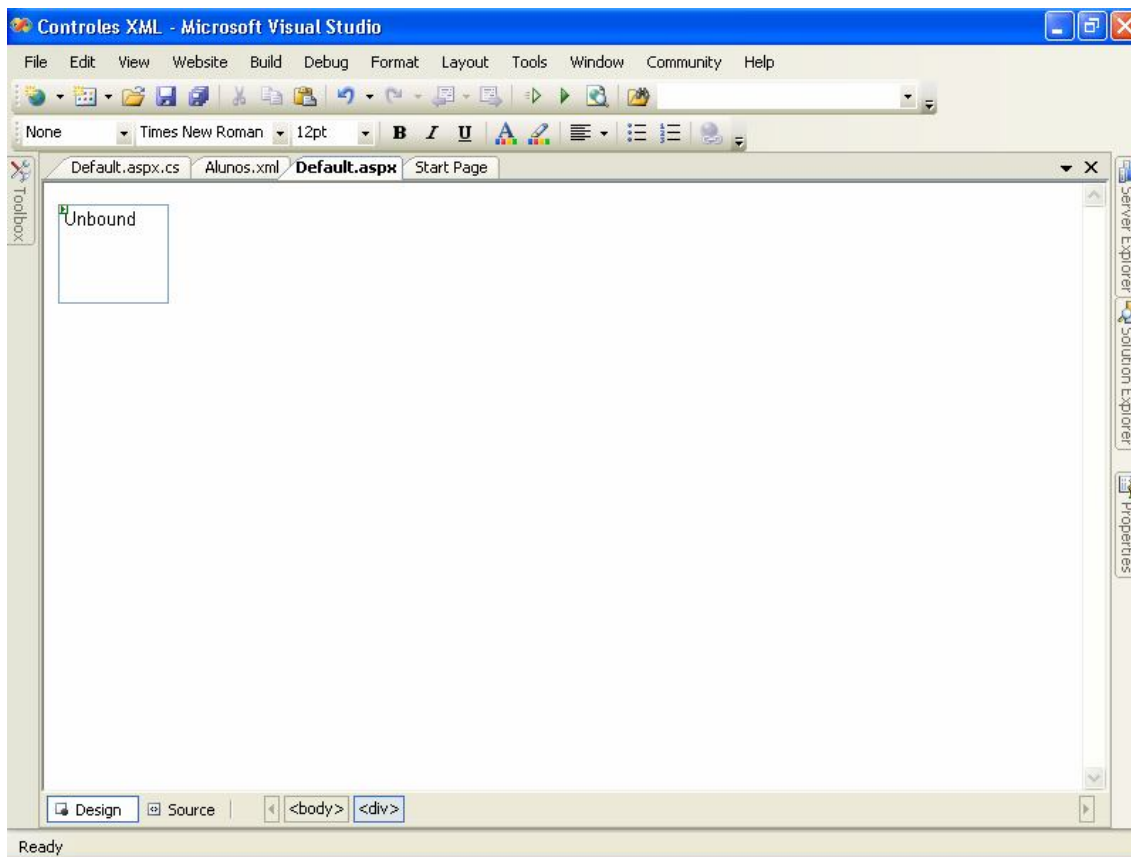 Controles XML - Microsoft Visual Studio
File Edit View Website Build Debug Format Layout Tools Window Community Help
None Times New Roman 12pt B I U A
Default.aspx.cs Alunos.xml Default.aspx Start Page
Toolbox
Unbound
Server Explorer
Solution Explorer
Properties
Design Source <body> <div>
Ready